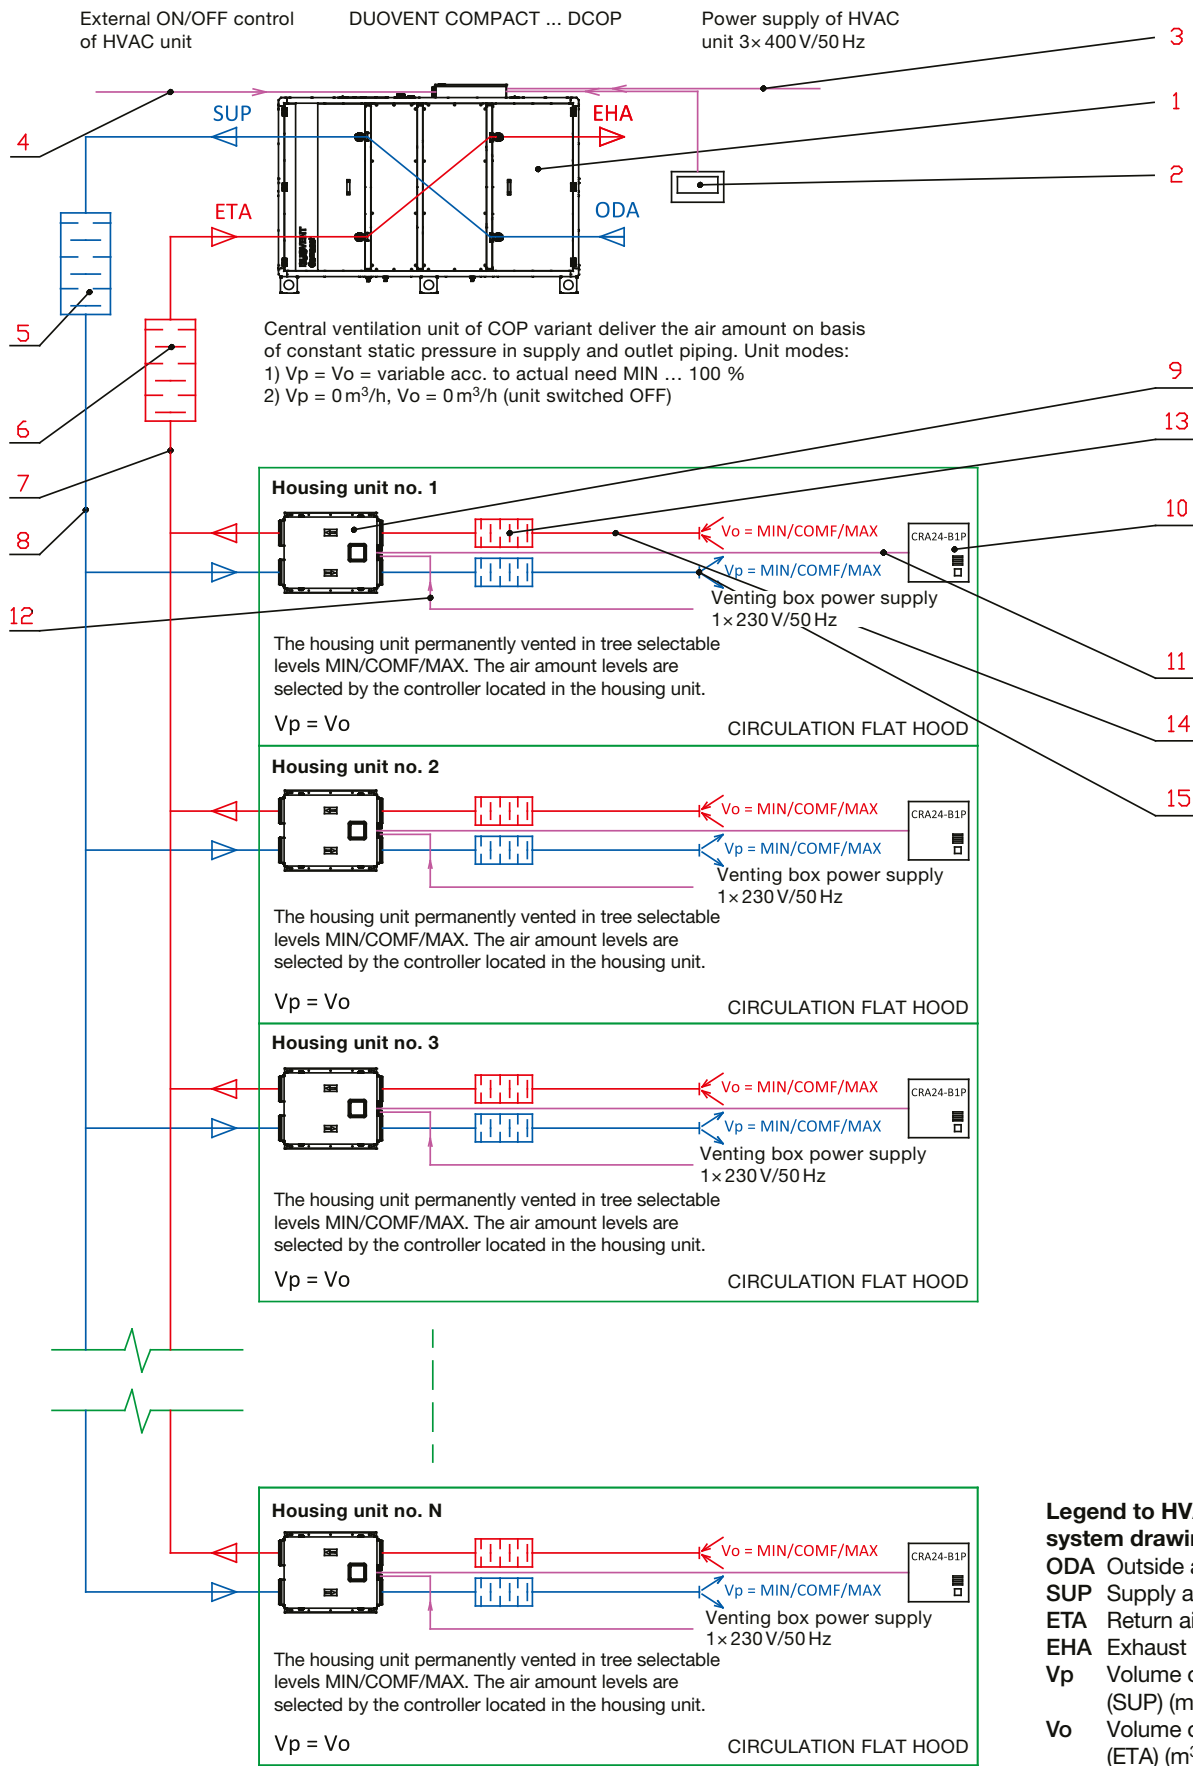 External ON/OFF control
of HVAC unit
DUOVENT COMPACT ... DCOP
Power supply of HVAC
unit 3× 400 V/50 Hz
3
1
2
4
SUP
EHA
ETA
ODA
5
6
7
8
12
Central ventilation unit of COP variant deliver the air amount on basis
of constant static pressure in supply and outlet piping. Unit modes:
1) Vp = Vo = variable acc. to actual need MIN ... 100 %
2) Vp = 0 m³/h, Vo = 0 m³/h (unit switched OFF)
9
13
10
11
14
15
Housing unit no. 1
Vo = MIN/COMF/MAX
CRA24-B1P
Vp = MIN/COMF/MAX
Venting box power supply
1× 230 V/50 Hz
The housing unit permanently vented in tree selectable
levels MIN/COMF/MAX. The air amount levels are
selected by the controller located in the housing unit.
Vp = Vo
CIRCULATION FLAT HOOD
Housing unit no. 2
Vo = MIN/COMF/MAX
CRA24-B1P
Vp = MIN/COMF/MAX
Venting box power supply
1× 230 V/50 Hz
The housing unit permanently vented in tree selectable
levels MIN/COMF/MAX. The air amount levels are
selected by the controller located in the housing unit.
Vp = Vo
CIRCULATION FLAT HOOD
Housing unit no. 3
Vo = MIN/COMF/MAX
CRA24-B1P
Vp = MIN/COMF/MAX
Venting box power supply
1× 230 V/50 Hz
The housing unit permanently vented in tree selectable
levels MIN/COMF/MAX. The air amount levels are
selected by the controller located in the housing unit.
Vp = Vo
CIRCULATION FLAT HOOD
Housing unit no. N
Vo = MIN/COMF/MAX
CRA24-B1P
Vp = MIN/COMF/MAX
Venting box power supply
1× 230 V/50 Hz
The housing unit permanently vented in tree selectable
levels MIN/COMF/MAX. The air amount levels are
selected by the controller located in the housing unit.
Vp = Vo
CIRCULATION FLAT HOOD
Legend to
system
ODA Outside
SUP Supply
ETA Return
EHA Exhaust
Vp Volume
(SUP)
Vo Volume
(ETA)